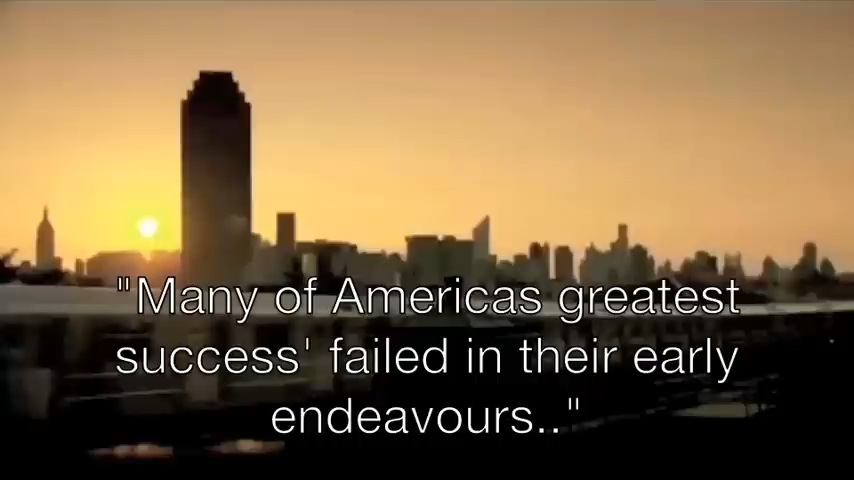 "Many of Americas greatest
success' failed in their early
endeavours.."